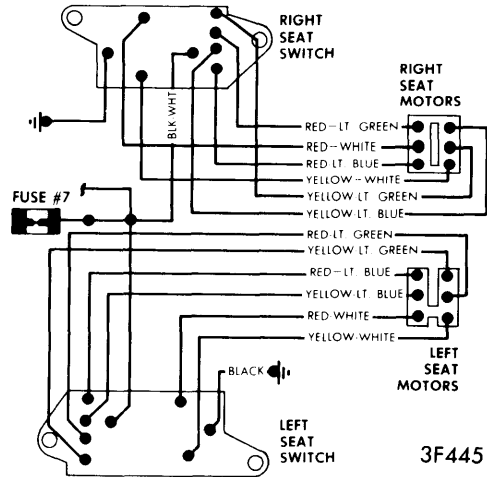 RIGHT
SEAT
SWITCH
RIGHT
SEAT
MOTORS
BLK-WHT
RED-LT. GREEN
RED-WHITE
RED LT. BLUE
YELLOW-WHITE
YELLOW LT. GREEN
YELLOW LT. BLUE
FUSE #7
RED-LT. GREEN
YELLOW LT. GREEN
RED-LT. BLUE
YELLOW-LT. BLUE
RED-WHITE
YELLOW-WHITE
LEFT
SEAT
MOTORS
BLACK
LEFT
SEAT
SWITCH
3F445